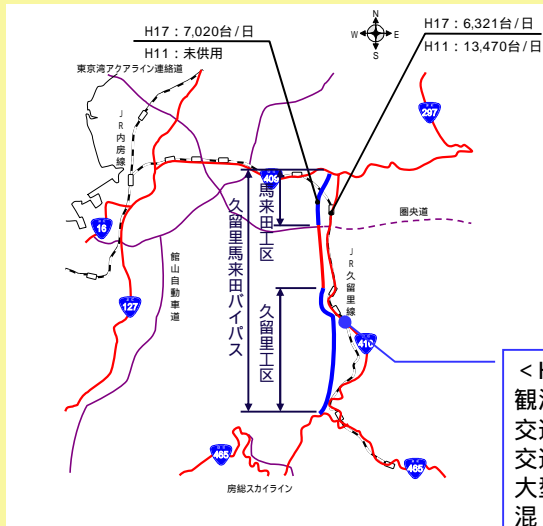 H17：7,020台/日
H11：未供用
N
W
E
S
H17：6,321台/日
H11：13,470台/日
東京湾アクアライン連絡道
JR内房線
297
409
馬来田工区
圏央道
16
久留里馬来田バイパス
館山自動車道
JR久留里線
127
久留里工区
410
465
465
房総スカイライン
交
交
大
混